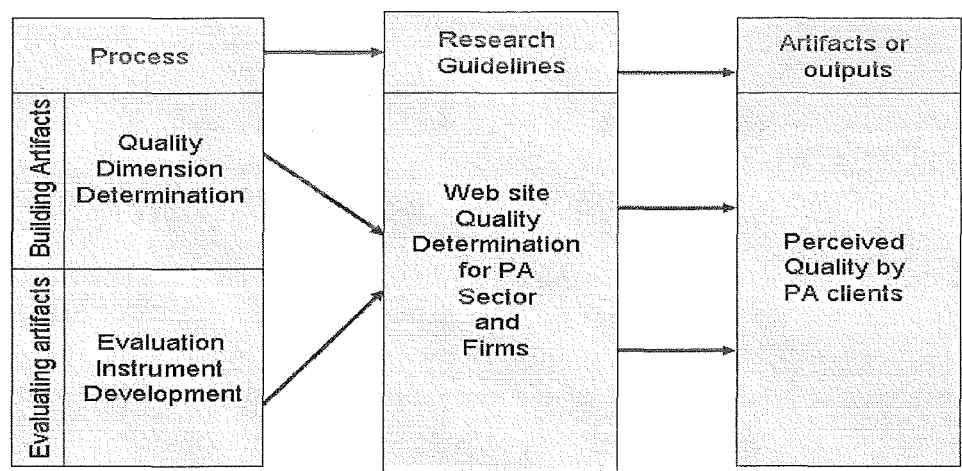 Process
Building Artifacts
Quality
Dimension
Determination
Evaluating artifacts
Evaluation
Instrument
Development
Research
Guidelines
Web site
Quality
Determination
for PA
Sector
and
Firms
Artifacts or
outputs
Perceived
Quality by
PA clients